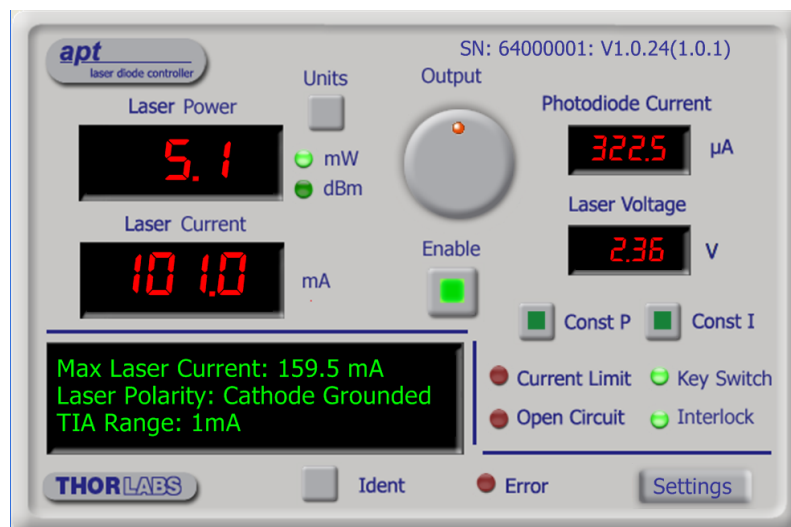 apt
laser diode controller
SN: 64000001: V1.0.24(1.0.1)
Units
Output
Laser Power
5.1
mW
dBm
Photodiode Current
322.5 µA
Laser Current
101.0 mA
Enable
Laser Voltage
2.36 V
Const P
Const I
Max Laser Current: 159.5 mA
Laser Polarity: Cathode Grounded
TIA Range: 1mA
Current Limit
Key Switch
Open Circuit
Interlock
THORLABS
Ident
Error
Settings